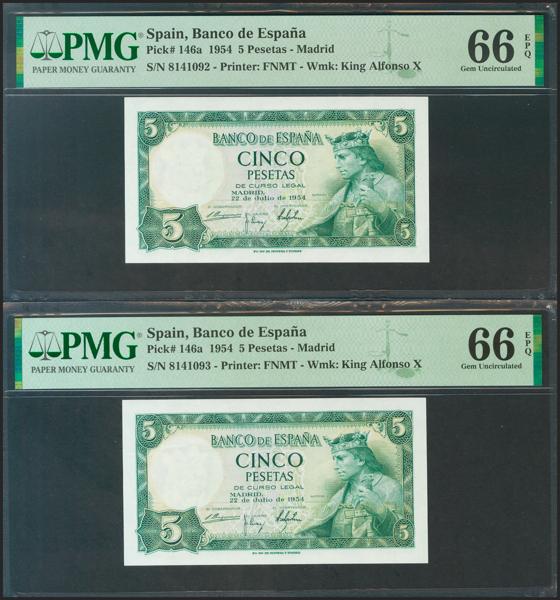 PMG®
PAPER MONEY GUARANTY
Spain, Banco de España
Pick# 146a 1954 5 Pesetas - Madrid
S/N 8141092 - Printer: FNMT - Wmk: King Alfonso X
66 EPQ
Gem Uncirculated
5 5
BANCO DE ESPAÑA
CINCO
PESETAS
DE CURSO LEGAL
MADRID,
22 de Julio de 1954
5 5
PMG®
PAPER MONEY GUARANTY
Spain, Banco de España
Pick# 146a 1954 5 Pesetas - Madrid
S/N 8141093 - Printer: FNMT - Wmk: King Alfonso X
66 EPQ
Gem Uncirculated
5 5
BANCO DE ESPAÑA
CINCO
PESETAS
DE CURSO LEGAL
MADRID,
22 de Julio de 1954
5 5